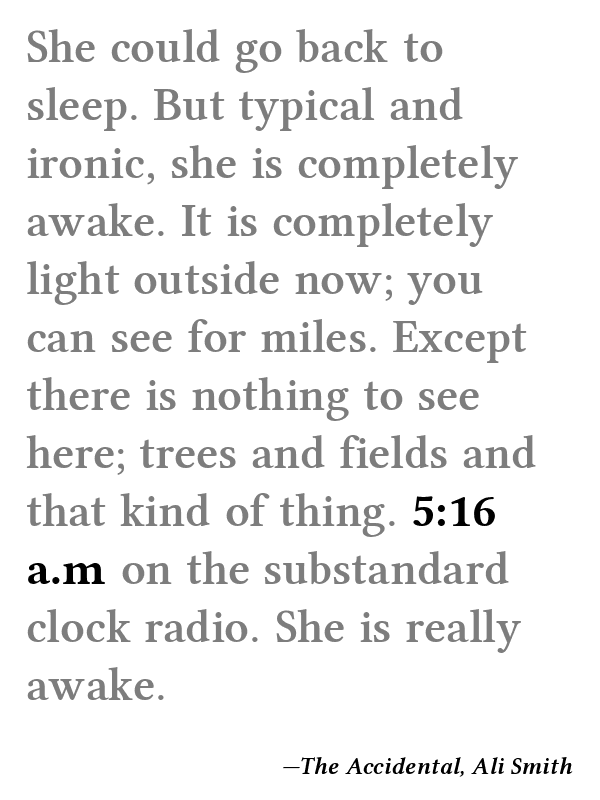 She could go back to
sleep. But typical and
ironic, she is completely
awake. It is completely
light outside now; you
can see for miles. Except
there is nothing to see
here; trees and fields and
that kind of thing. 5:16
a.m on the substandard
clock radio. She is really
awake.
—The Accidental, Ali Smith